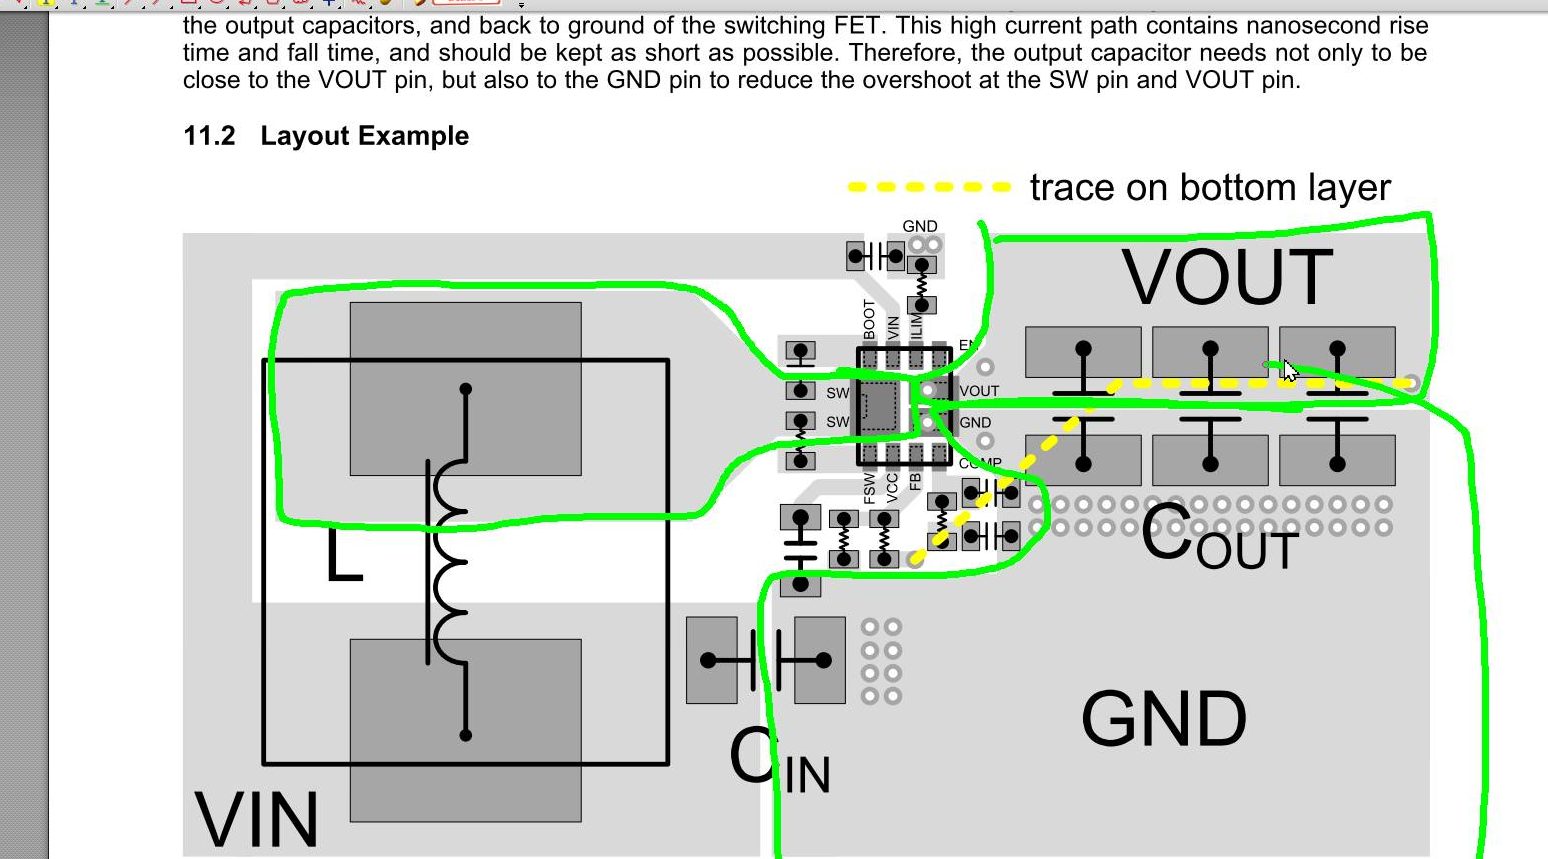 the output capacitors, and back to ground of the switching FET. This high current path contains nanosecond rise
time and fall time, and should be kept as short as possible. Therefore, the output capacitor needs not only to be
close to the VOUT pin, but also to the GND pin to reduce the overshoot at the SW pin and VOUT pin.
11.2 Layout Example
trace on bottom layer
GND
VOUT
BOOT
VIN
ILIM
EN
SW
VOUT
SW
GND
COMP
FSW
VCC
FB
L
COUT
GND
CIN
VIN